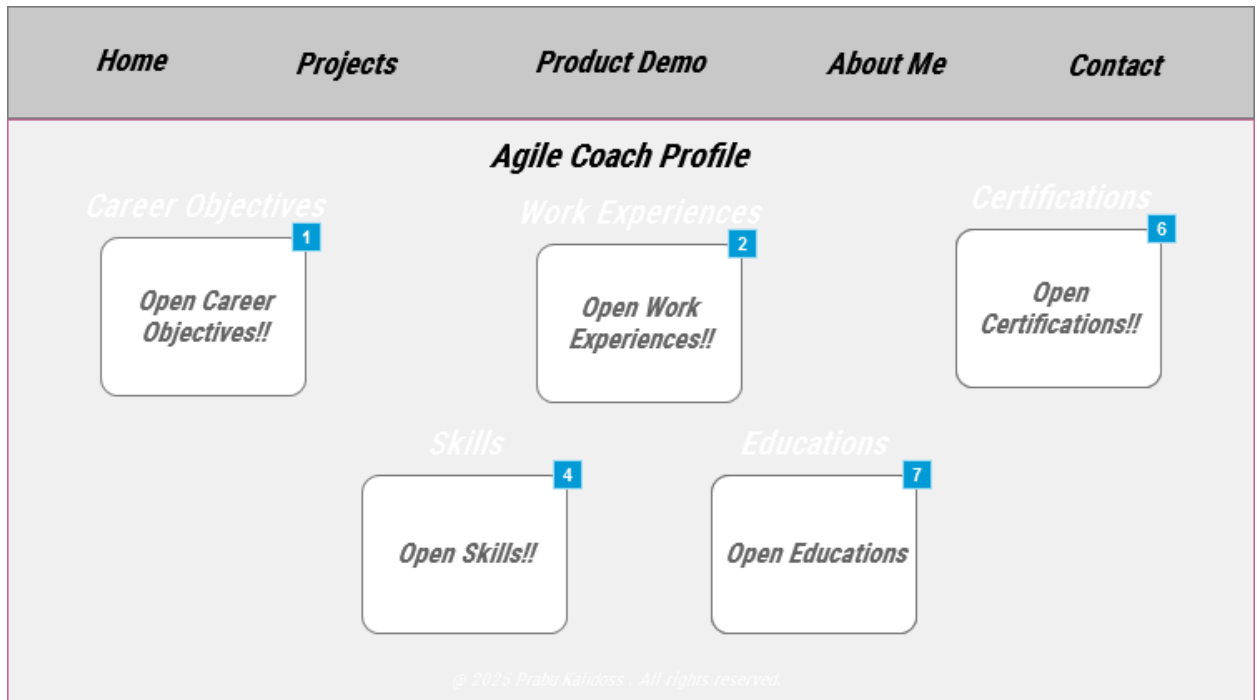 Home Projects Product Demo About Me Contact
Agile Coach Profile
Career Objectives Work Experiences Certifications
1 2 6
Open Career
Objectives!!
Open Work
Experiences!!
Open
Certifications!!
Skills Educations
4 7
Open Skills!! Open Educations
@ 2025 Prabu Kalidoss . All rights reserved.